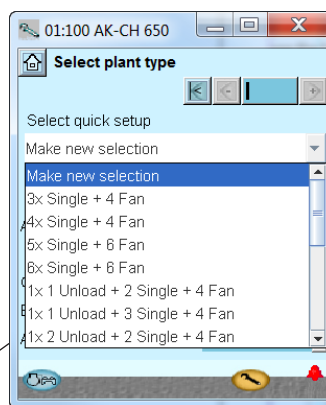 01:100 AK-CH 650
Select plant type
Select quick setup
Make new selection
Make new selection
3x Single + 4 Fan
4x Single + 4 Fan
5x Single + 6 Fan
6x Single + 6 Fan
1x 1 Unload + 2 Single + 4 Fan
1x 1 Unload + 3 Single + 4 Fan
1x 2 Unload + 2 Single + 4 Fan